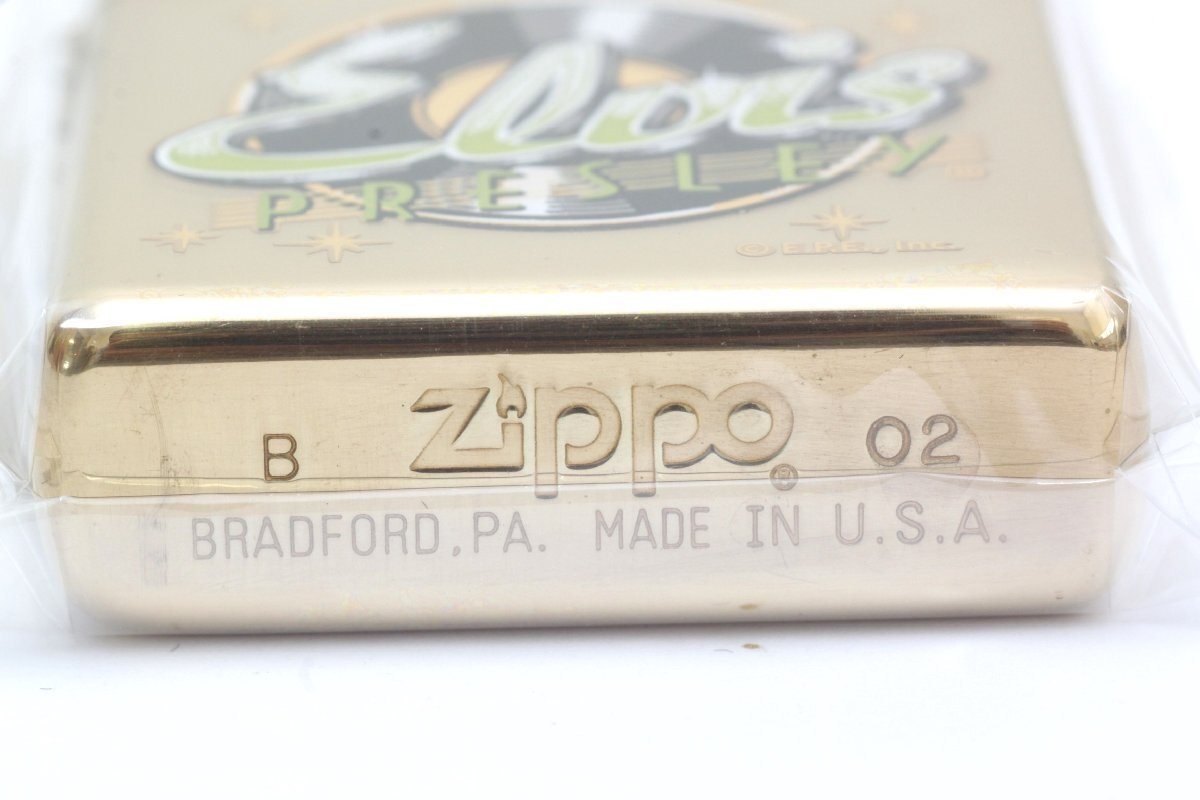 Elvis
PRESLEY®
© E.P.E., Inc.
B zippo® 02
BRADFORD, PA. MADE IN U.S.A.